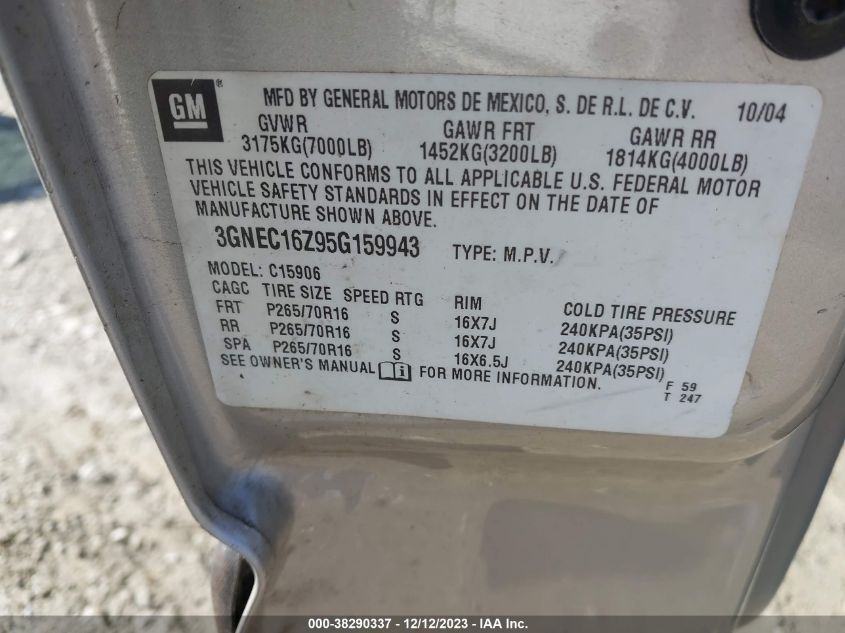 GM ® MFD BY GENERAL MOTORS DE MEXICO, S. DE R.L. DE C.V. 10/04
GVWR GAWR FRT GAWR RR
3175KG(7000LB) 1452KG(3200LB) 1814KG(4000LB)
THIS VEHICLE CONFORMS TO ALL APPLICABLE U.S. FEDERAL MOTOR
VEHICLE SAFETY STANDARDS IN EFFECT ON THE DATE OF
MANUFACTURE SHOWN ABOVE.
3GNEC16Z95G159943 TYPE: M.P.V.
MODEL: C15906
CAGC TIRE SIZE SPEED RTG RIM COLD TIRE PRESSURE
FRT P265/70R16 S 16X7J 240KPA(35PSI)
RR P265/70R16 S 16X7J 240KPA(35PSI)
SPA P265/70R16 S 16X6.5J 240KPA(35PSI)
SEE OWNER'S MANUAL i FOR MORE INFORMATION.
F 59
T 247
000-38290337 - 12/12/2023 - IAA Inc.